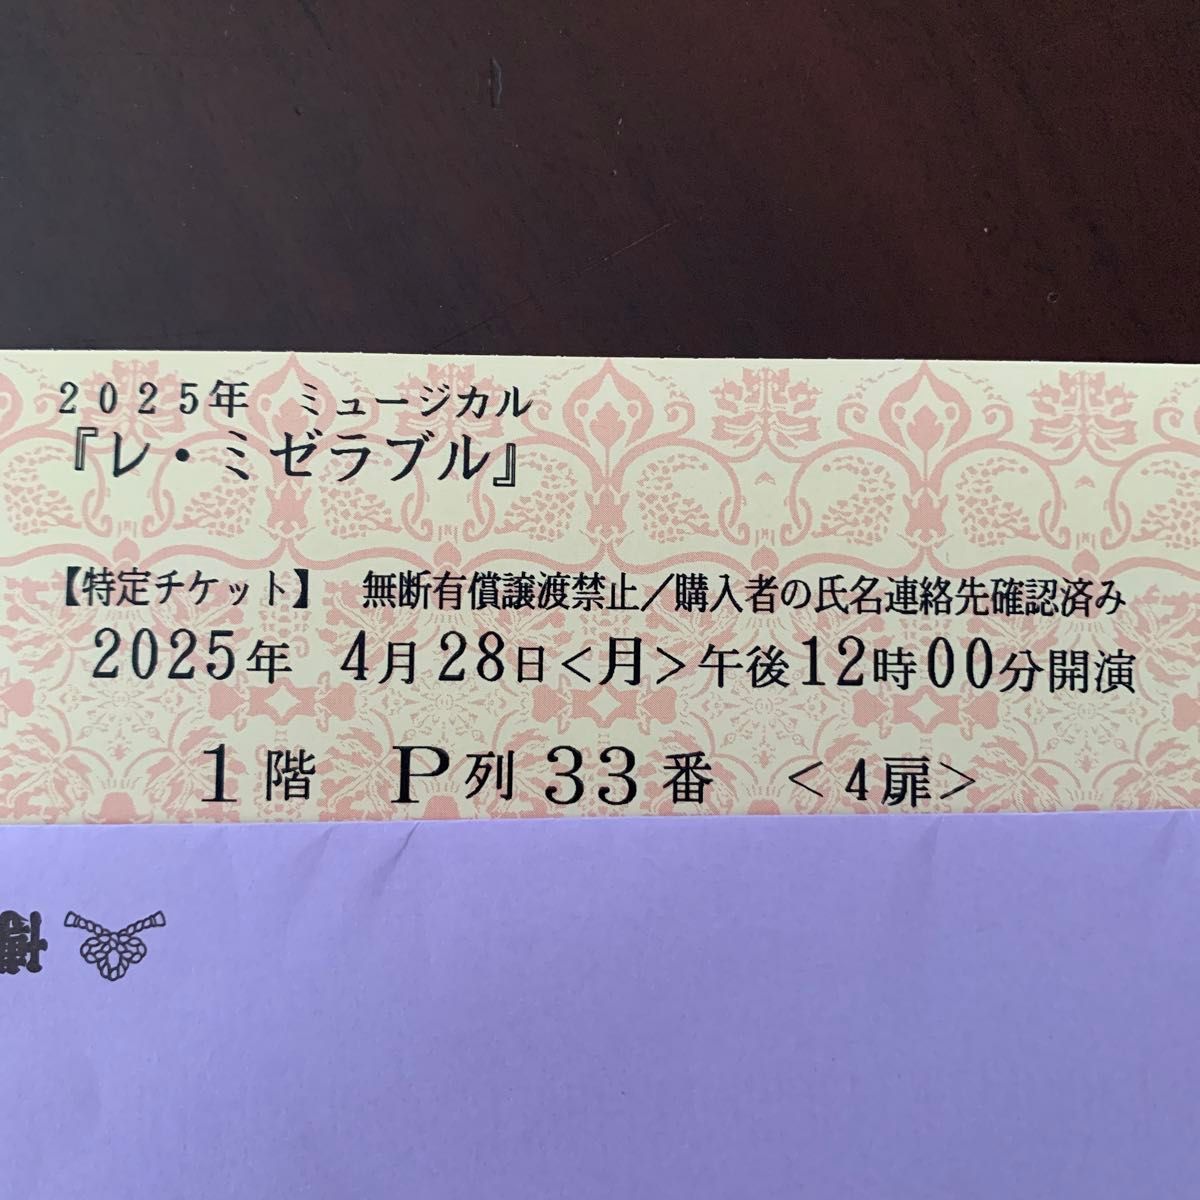 2025年 ミュージカル
『レ・ミゼラブル』
【特定チケット】 無断有償譲渡禁止/購入者の氏名連絡先確認済み
2025年 4月28日<月>午後12時00分開演
1階 P列33番 <4扉>